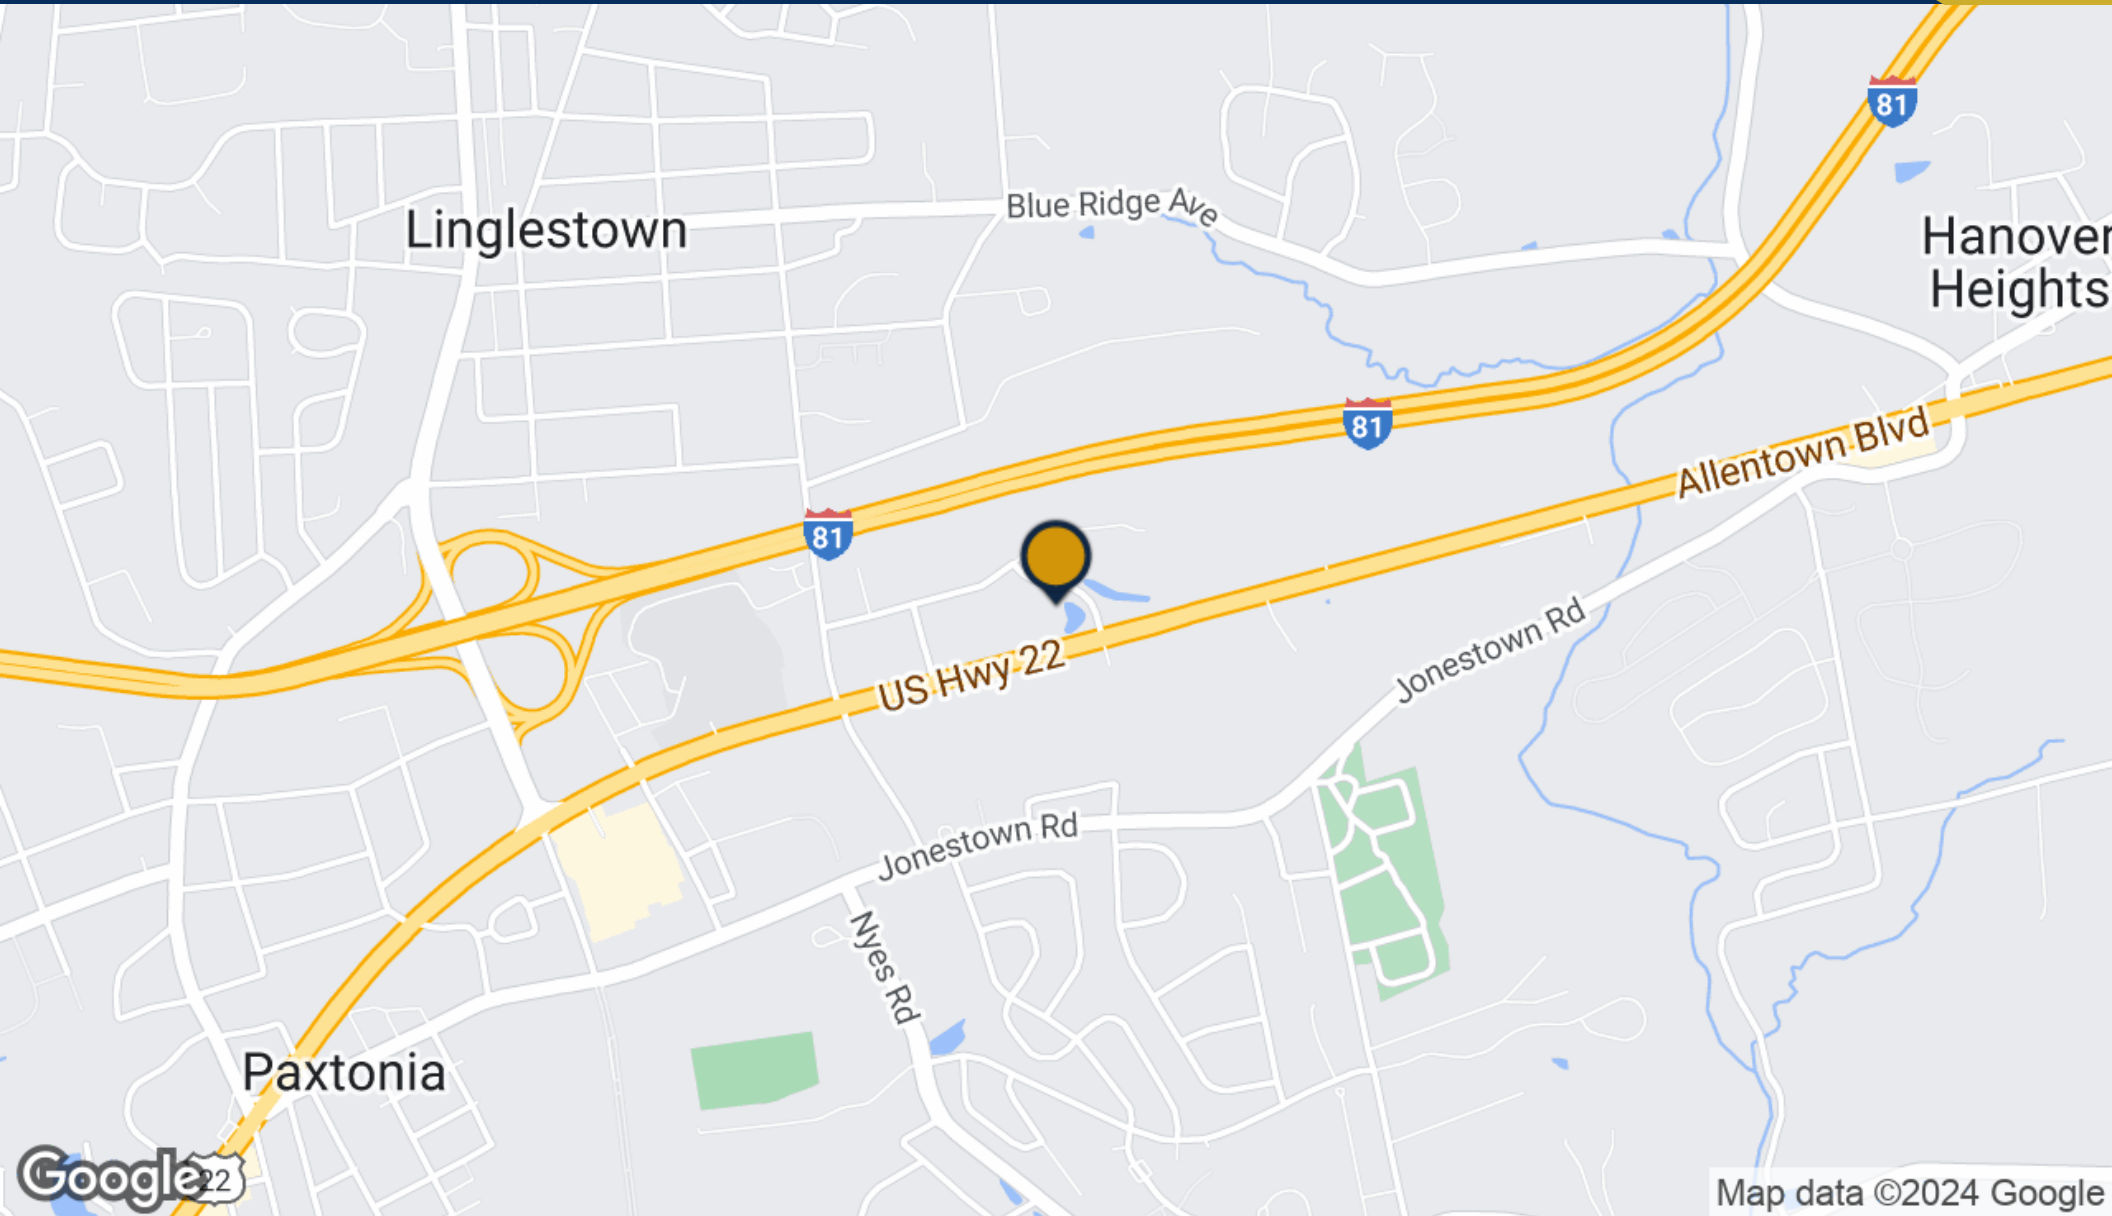 81
Blue Ridge Ave
Linglestown
Hanover
Heights
81
Allentown Blvd
81
US Hwy 22
Jonestown Rd
Jonestown Rd
Nyes Rd
Paxtonia
Google
22
Map data ©2024 Google